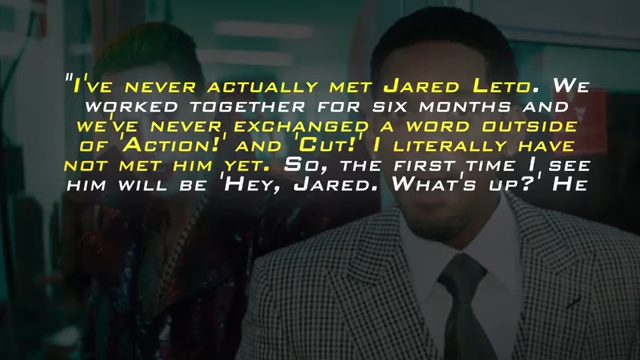 "I've never actually met Jared Leto. We
worked together for six months and
we've never exchanged a word outside
of 'Action!' and 'Cut!' I literally have
not met him yet. So, the first time I see
him will be 'Hey, Jared. What's up?' He